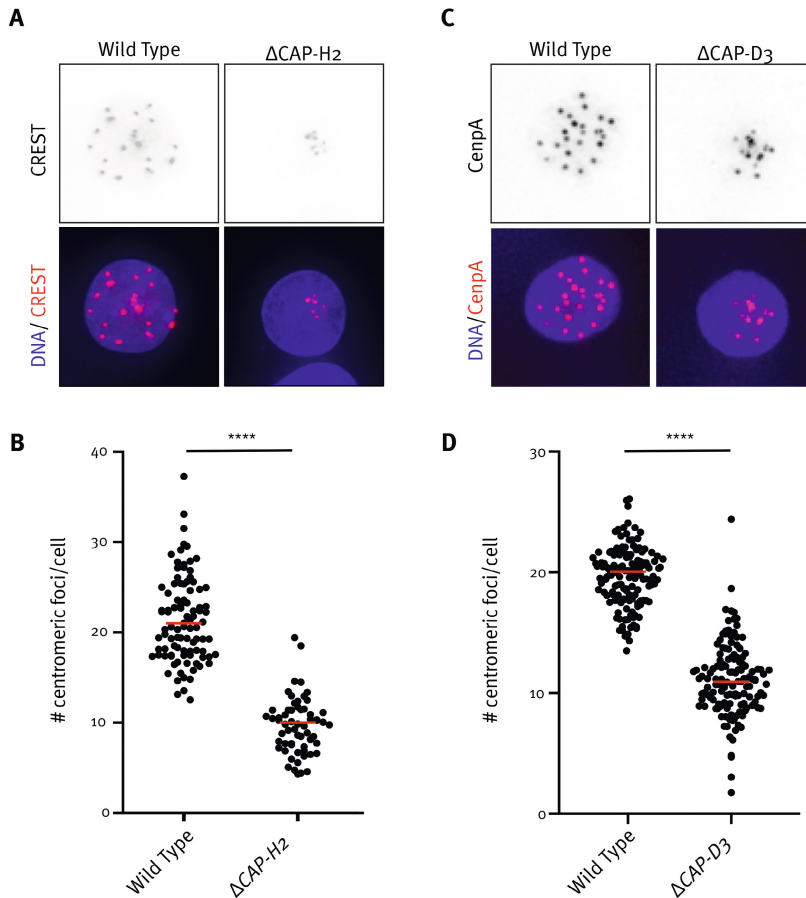 A
Wild Type
ΔCAP-H2
CREST
DNA/ CREST
C
Wild Type
ΔCAP-D3
CenpA
DNA/CenpA
B
# centromeric foci/cell
****
40
30
20
10
0
Wild Type
ΔCAP-H2
D
# centromeric foci/cell
****
30
20
10
0
Wild Type
ΔCAP-D3